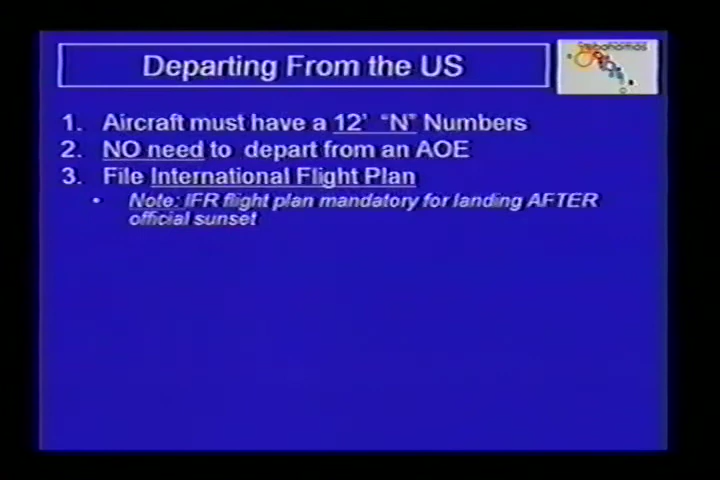 Departing From the US
bahamas
1. Aircraft must have a 12' "N" Numbers
2. NO need to depart from an AOE
3. File International Flight Plan
• Note: IFR flight plan mandatory for landing AFTER
official sunset